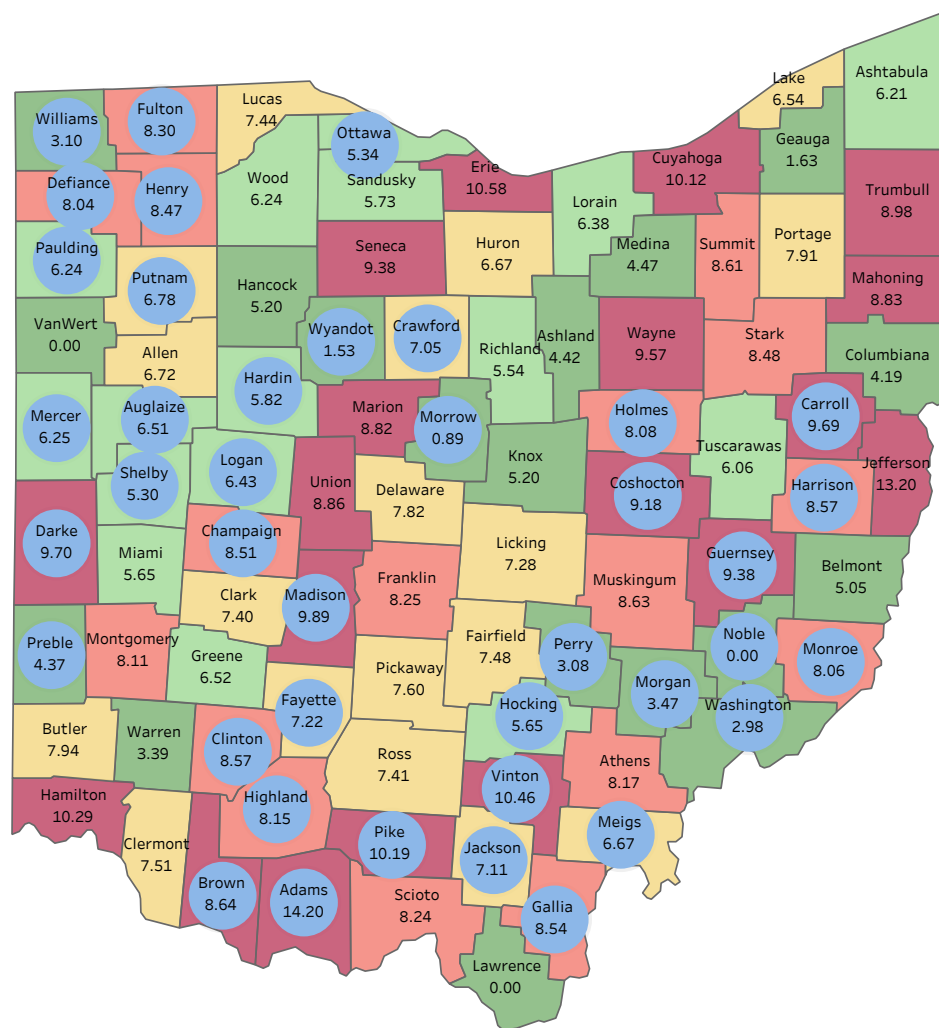 Lake
6.54
Ashtabula
6.21
Lucas
7.44
Fulton
8.30
Williams
3.10
Ottawa
5.34
Geauga
1.63
Cuyahoga
10.12
Erie
10.58
Trumbull
8.98
Wood
6.24
Sandusky
5.73
Defiance
8.04
Henry
8.47
Lorain
6.38
Portage
7.91
Seneca
9.38
Huron
6.67
Medina
4.47
Summit
8.61
Paulding
6.24
Putnam
6.78
Hancock
5.20
Mahoning
8.83
VanWert
0.00
Wyandot
1.53
Crawford
7.05
Richland
5.54
Ashland
4.42
Wayne
9.57
Stark
8.48
Columbiana
4.19
Allen
6.72
Hardin
5.82
Mercer
6.25
Auglaize
6.51
Marion
8.82
Morrow
0.89
Holmes
8.08
Carroll
9.69
Tuscarawas
6.06
Knox
5.20
Jefferson
13.20
Logan
6.43
Shelby
5.30
Union
8.86
Delaware
7.82
Coshocton
9.18
Harrison
8.57
Darke
9.70
Champaign
8.51
Licking
7.28
Miami
5.65
Guernsey
9.38
Belmont
5.05
Franklin
8.25
Muskingum
8.63
Clark
7.40
Madison
9.89
Preble
4.37
Montgomery
8.11
Greene
6.52
Fairfield
7.48
Perry
3.08
Noble
0.00
Monroe
8.06
Pickaway
7.60
Morgan
3.47
Fayette
7.22
Hocking
5.65
Washington
2.98
Butler
7.94
Warren
3.39
Clinton
8.57
Ross
7.41
Athens
8.17
Vinton
10.46
Hamilton
10.29
Highland
8.15
Meigs
6.67
Pike
10.19
Clermont
7.51
Jackson
7.11
Brown
8.64
Adams
14.20
Scioto
8.24
Gallia
8.54
Lawrence
0.00